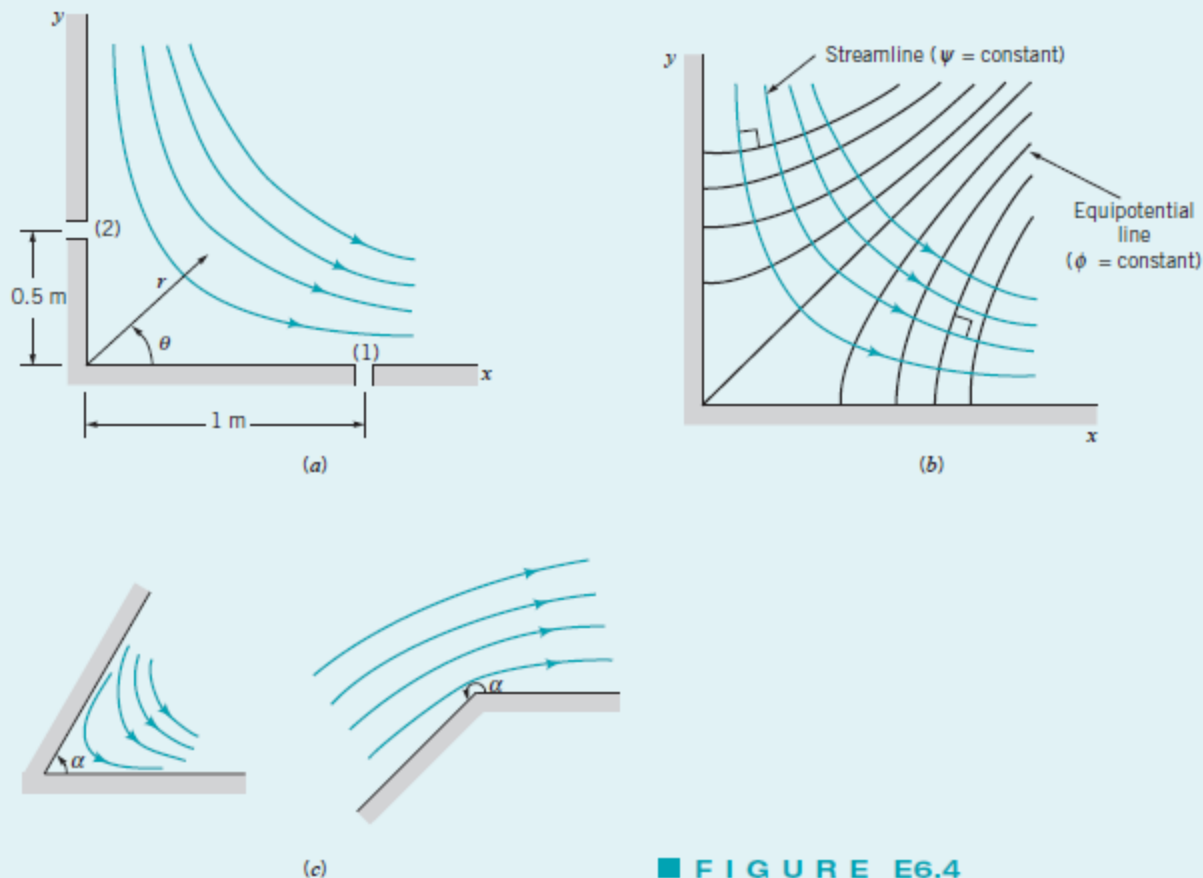 y
(2)
0.5 m
r
θ
(1)
x
1 m
(a)
y
Streamline (ψ = constant)
Equipotential
line
(ϕ = constant)
x
(b)
α
α
(c)
FIGURE E6.4